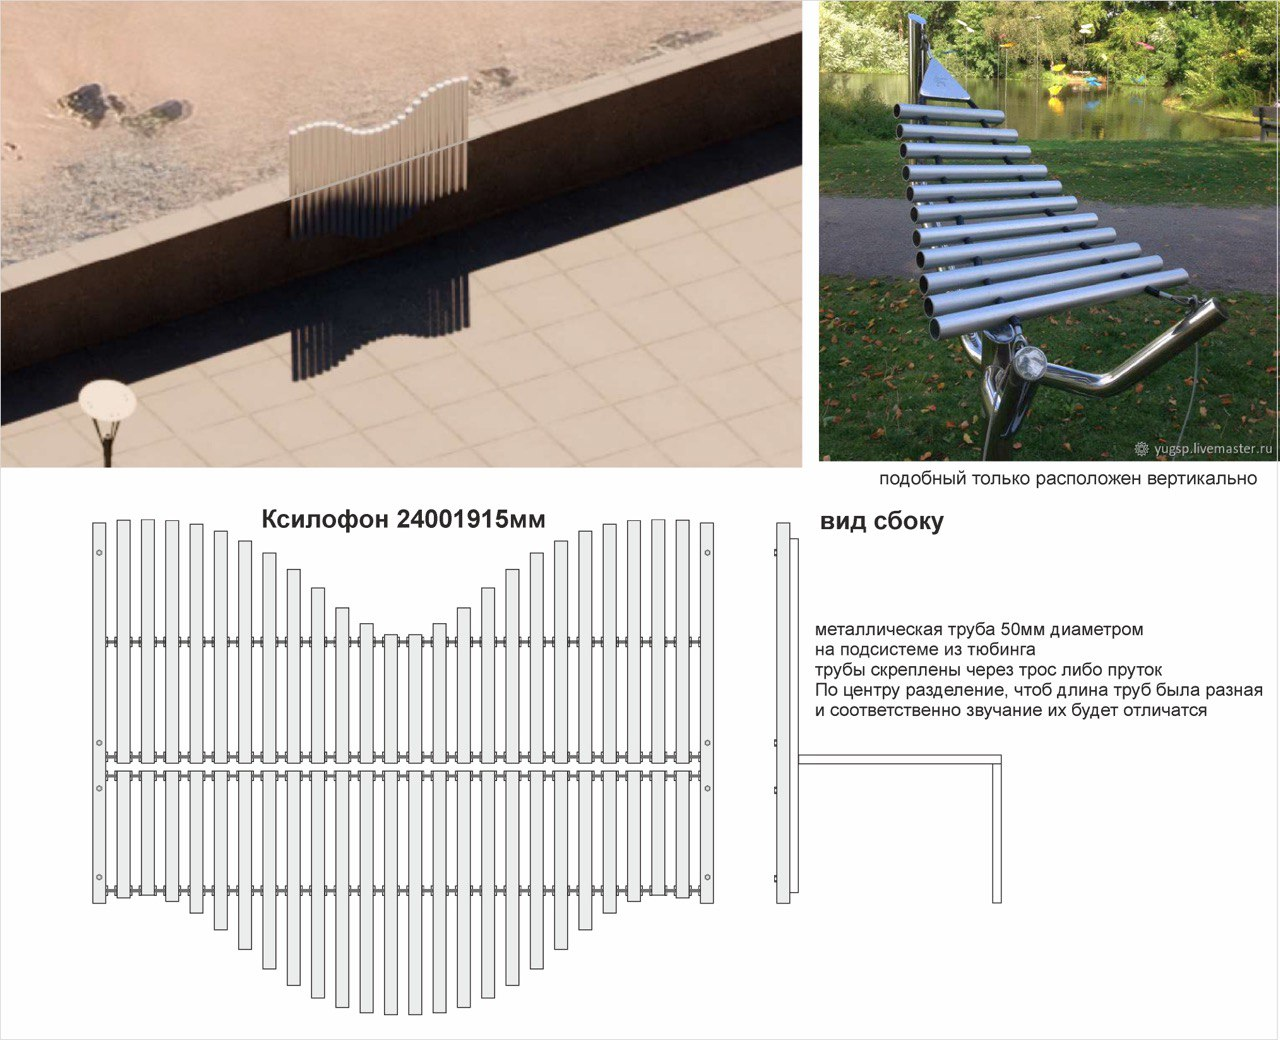 yugsp.livemaster.ru
подобный только расположен вертикально
Ксилофон 24001915мм
вид сбоку
металлическая труба 50мм диаметром
на подсистеме из тюбинга
трубы скреплены через трос либо пруток
По центру разделение, чтоб длина труб была разная
и соответственно звучание их будет отличатся